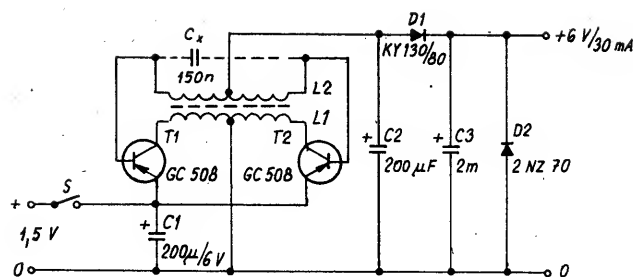 Cx
150n
D1
KY130/80
+6 V/30 mA
L2
L1
T1
T2
GC 508
GC 508
+ C2
200 µF
+ C3
2m
D2
2 NZ 70
S
+
1,5 V
+ C1
200µ/6V
0
0